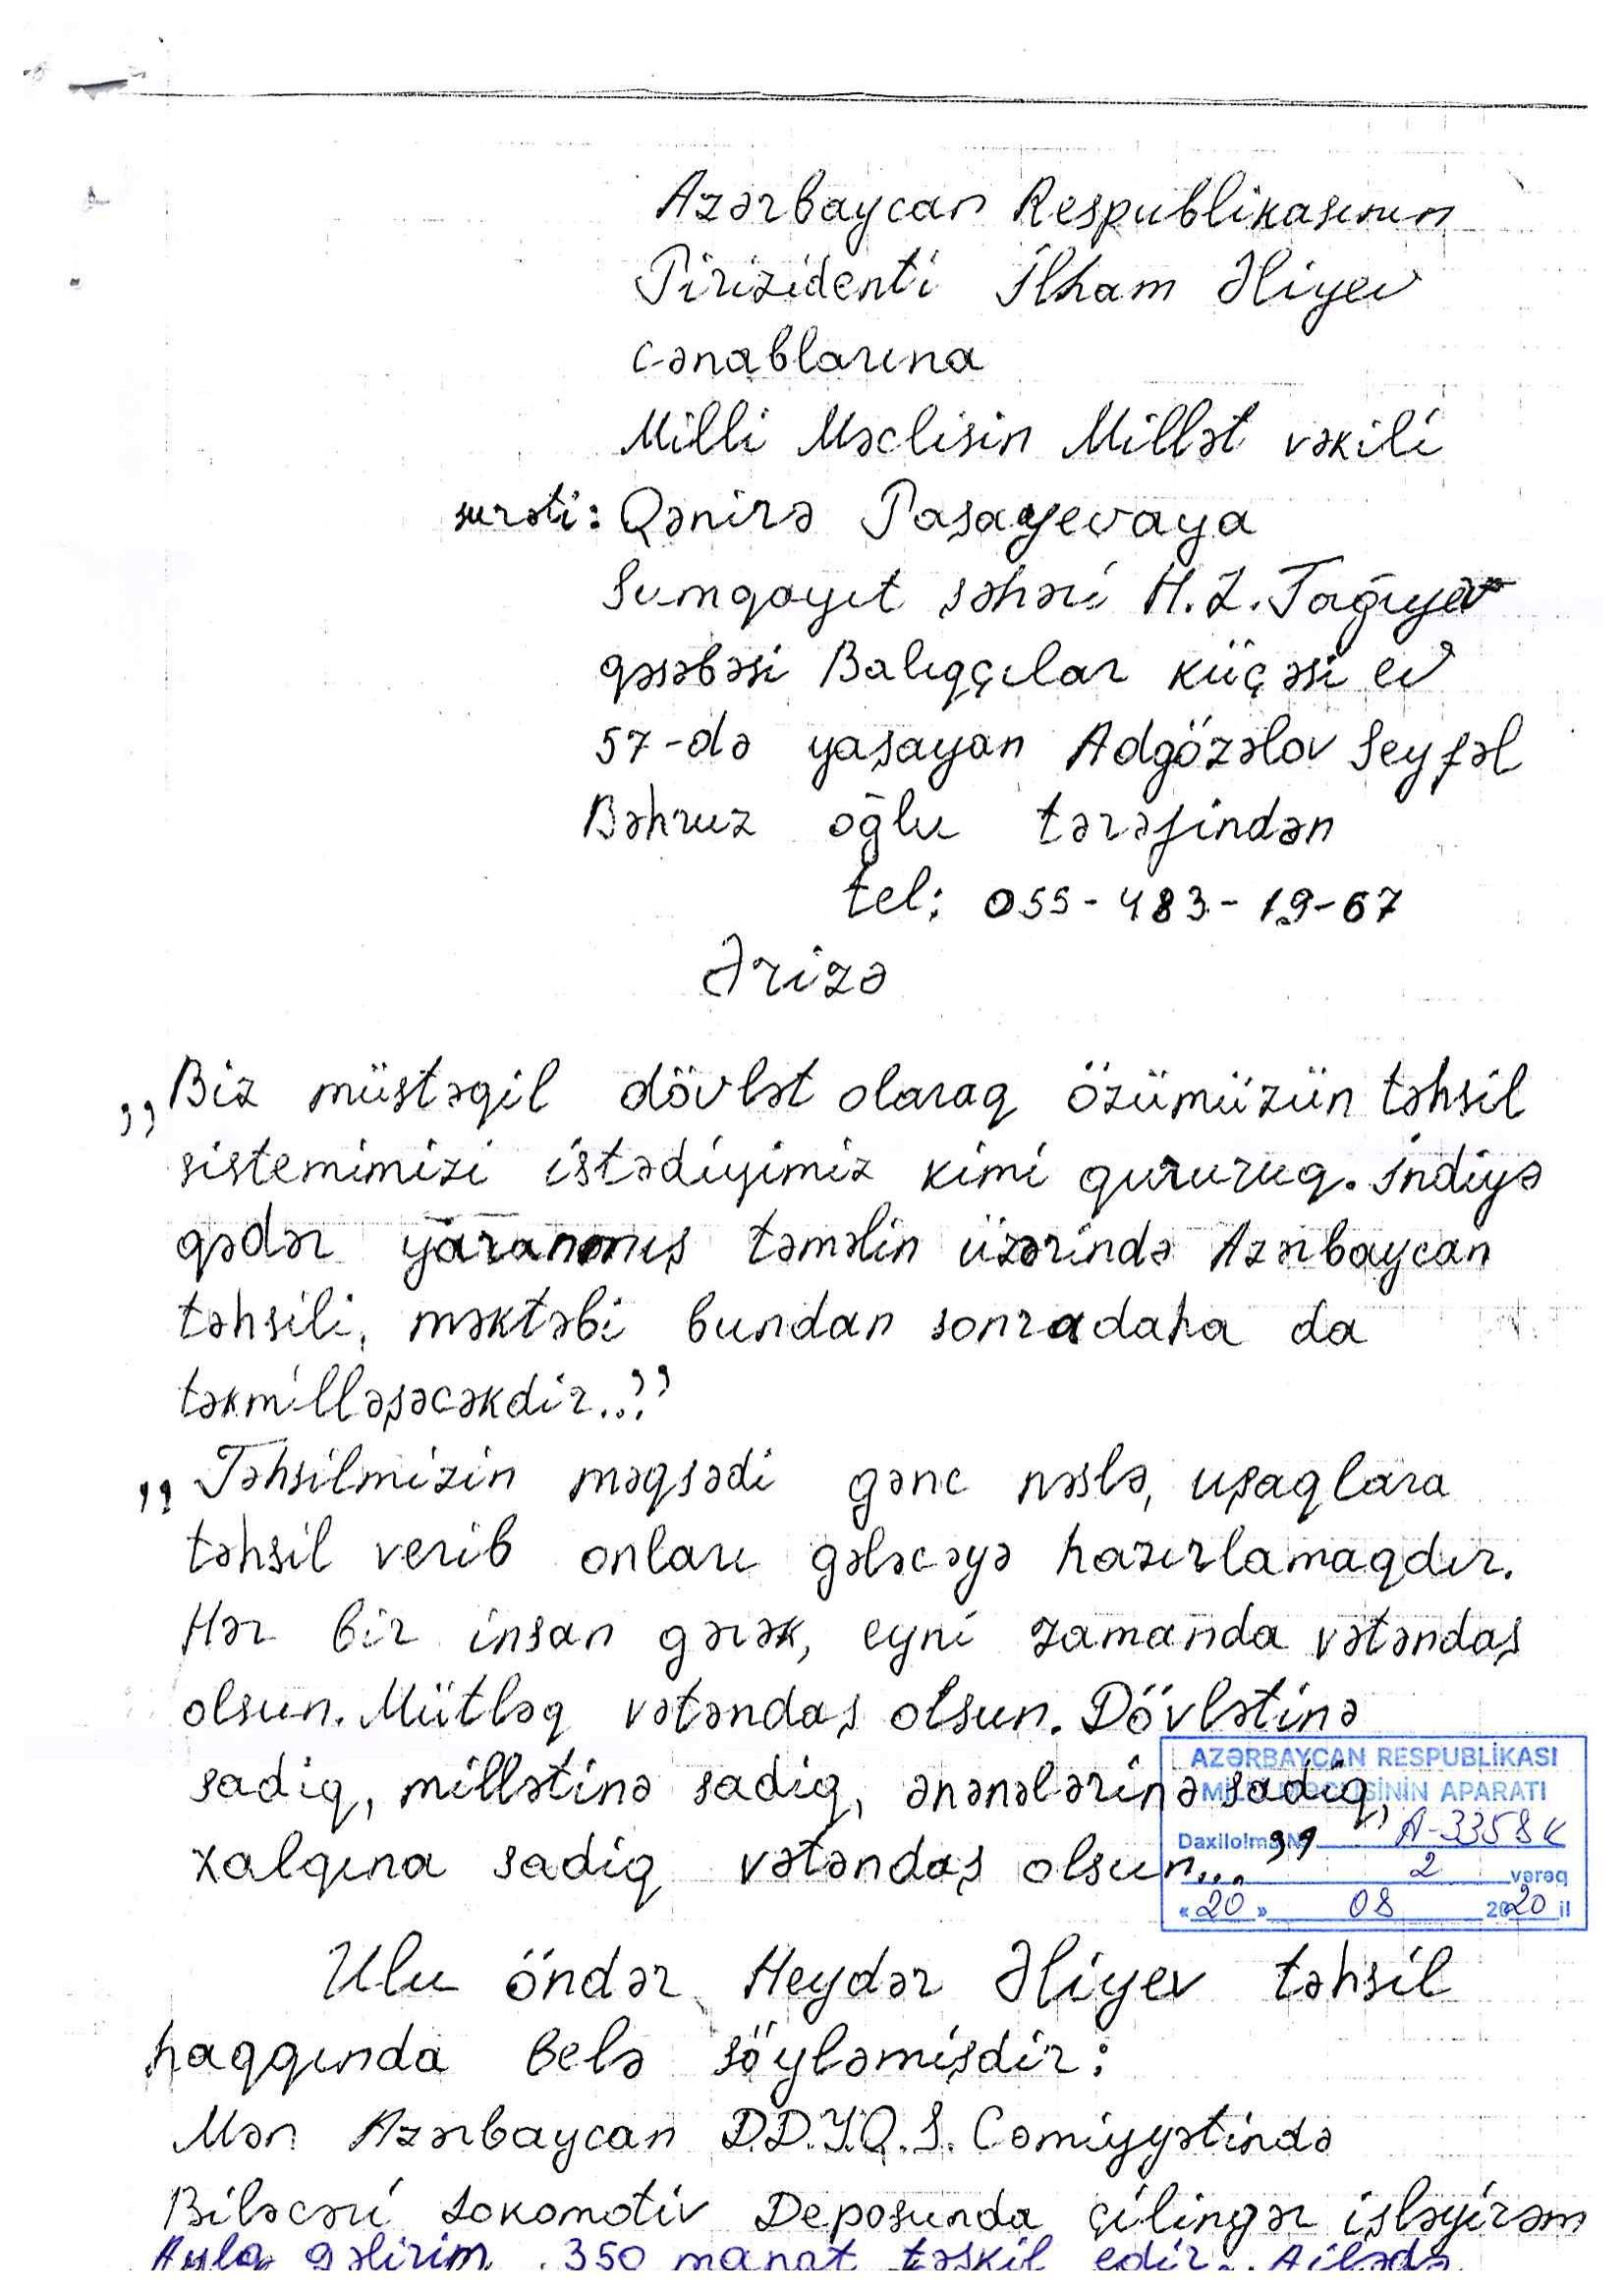 Azərbaycan Respublikasının
Pirizidenti İlham Əliyev
cənablarına
Milli Məclisin Millət vəkili
surəti: Qənirə Paşayevaya
Sumqayıt şəhəri H.Z.Tağıyev
qəsəbəsi Balıqçılar küçəsi ev
57-də yaşayan Adgözəlov Seyfəl
Bəhruz oğlu tərəfindən
tel: 055-483-19-67
Ərizə
,,Biz müstəqil dövlət olaraq özümüzün təhsil
sistemimizi istədiyimiz kimi qururuq. İndiyə
qədər yaranmış təməlin üzərində Azərbaycan
təhsili, məktəbi bundan sonra daha da
təkmilləşəcəkdir...''
,,Təhsilmizin məqsədi gənc nəslə, uşaqlara
təhsil verib onları gələcəyə hazırlamaqdır.
Hər bir insan gərək, eyni zamanda vətəndaş
olsun. Mütləq vətəndaş olsun. Dövlətinə
sadiq, millətinə sadiq, ənənələrinə sadiq,
xalqına sadiq vətəndaş olsun...''
AZƏRBAYCAN RESPUBLİKASI
MİLLİ MƏCLİSİNİN APARATI
Daxilolma № A-3358K
2 vərəq
«20» 08 2020 il
Ulu öndər Heydər Əliyev təhsil
haqqında belə söyləmişdir:
Mən Azərbaycan D.D.Y.Q.S. Cəmiyyətində
Biləcəri Lokomotiv Deposunda çilingər işləyirəm
Aylıq gəlirim 350 manat təşkil edir. Ailədə